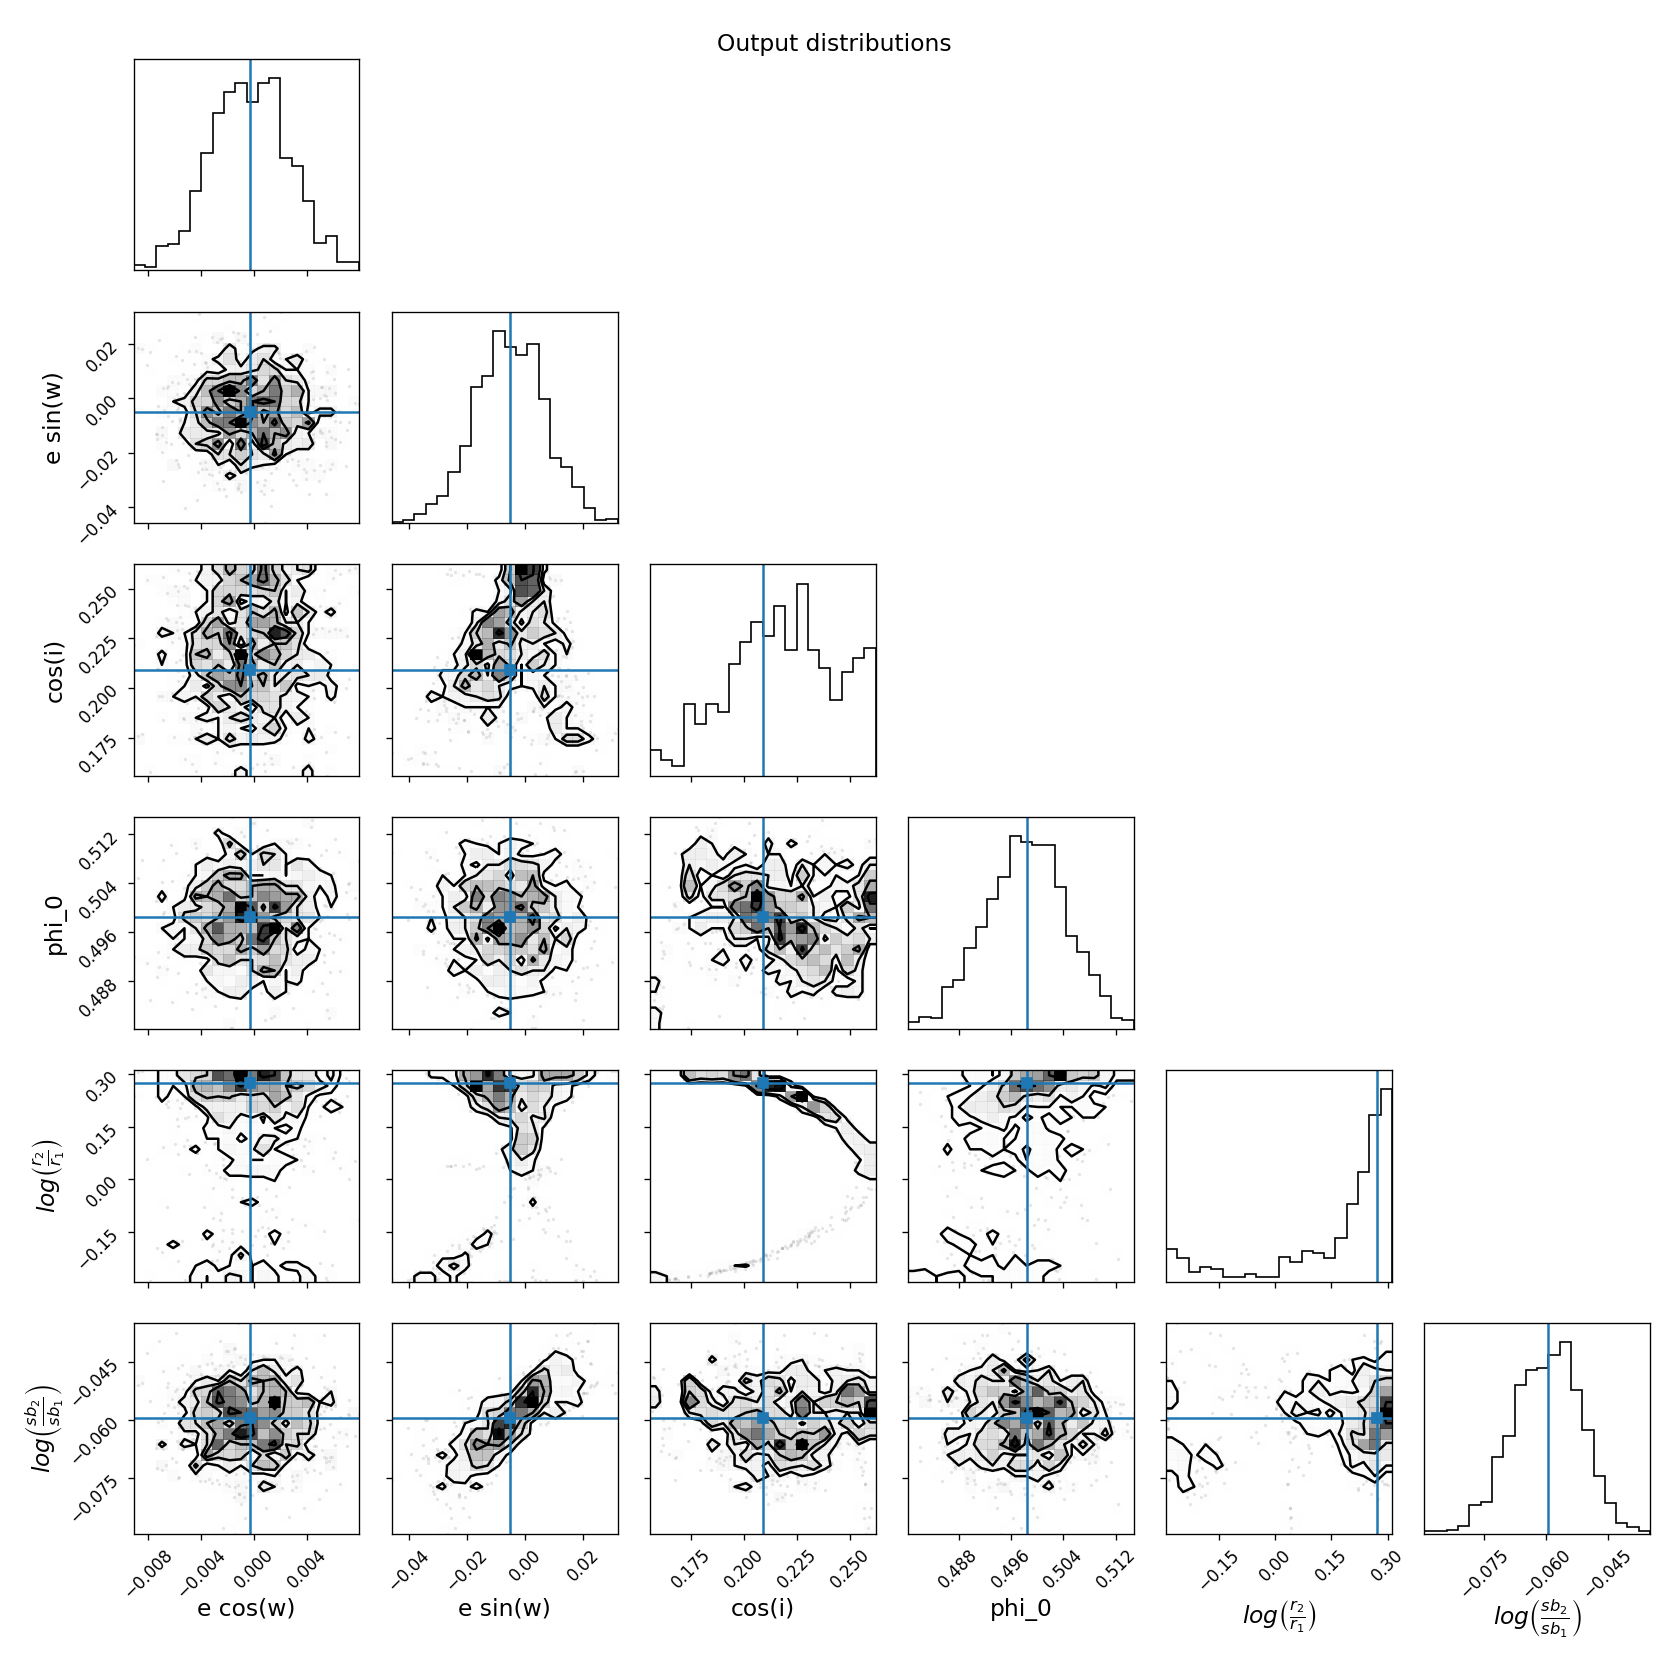 Output distributions
e sin(w)
0.02
0.00
−0.02
−0.04
cos(i)
0.250
0.225
0.200
0.175
phi_0
0.512
0.504
0.496
0.488
log(r2/r1)
0.30
0.15
0.00
−0.15
log(sb2/sb1)
−0.045
−0.060
−0.075
−0.008 −0.004 0.000 0.004 −0.04 −0.02 0.00 0.02 0.175 0.200 0.225 0.250 0.488 0.496 0.504 0.512 −0.15 0.00 0.15 0.30 −0.075 −0.060 −0.045
e cos(w) e sin(w) cos(i) phi_0 log(r2/r1) log(sb2/sb1)